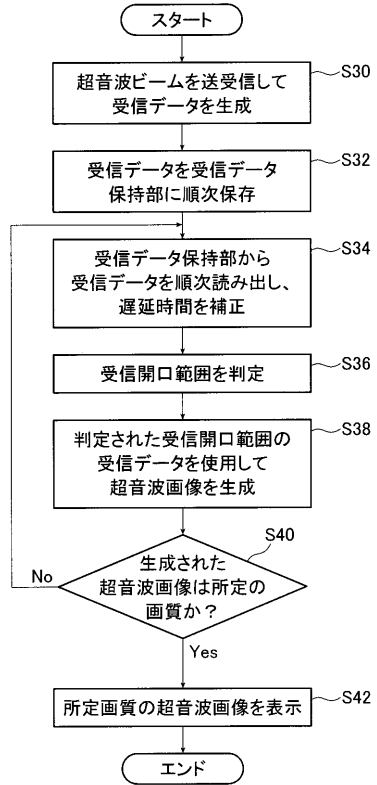 スタート
S30
超音波ビームを送受信して
受信データを生成
S32
受信データを受信データ
保持部に順次保存
S34
受信データ保持部から
受信データを順次読み出し、
遅延時間を補正
S36
受信開口範囲を判定
S38
判定された受信開口範囲の
受信データを使用して
超音波画像を生成
S40
生成された
超音波画像は所定の
画質か?
No
Yes
S42
所定画質の超音波画像を表示
エンド